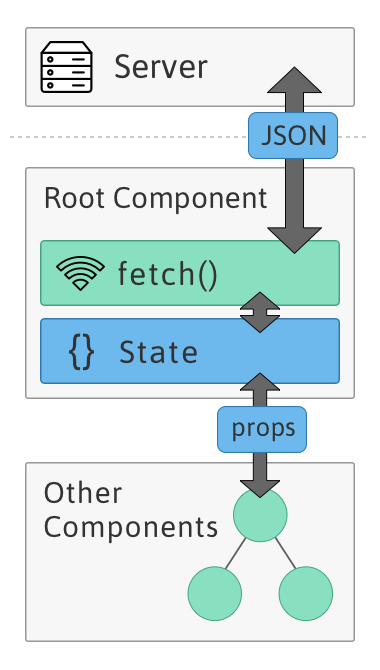 Server
JSON
Root Component
fetch()
{} State
props
Other
Components